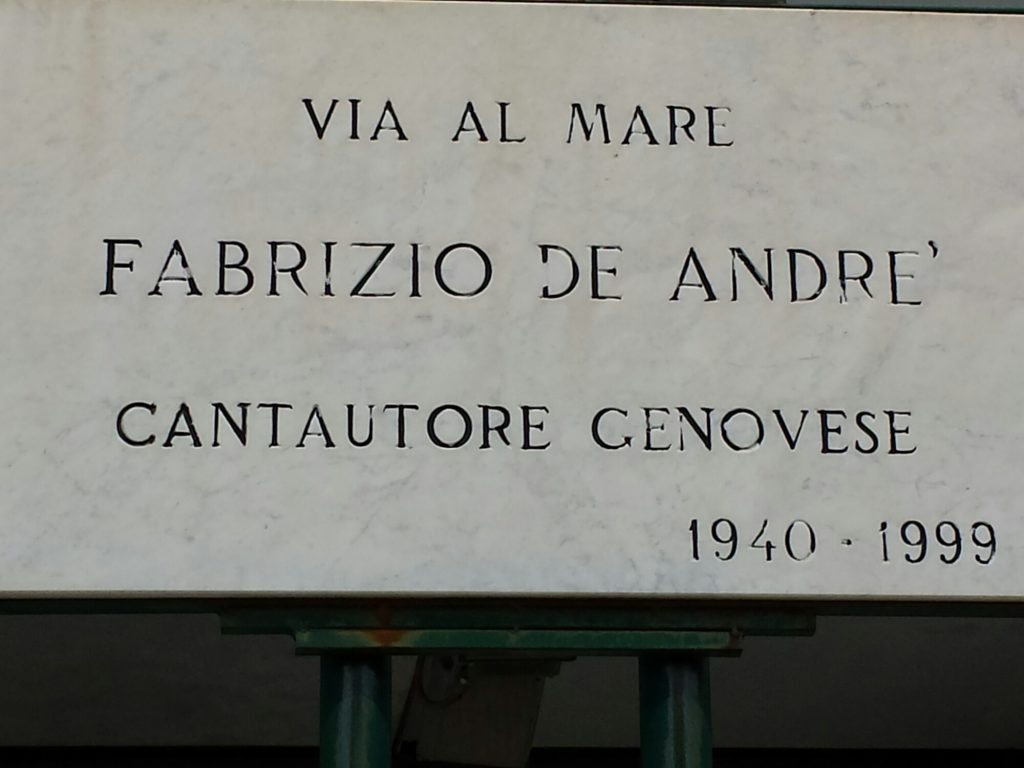 VIA AL MARE
FABRIZIO DE ANDRE'
CANTAUTORE GENOVESE
1940 · 1999